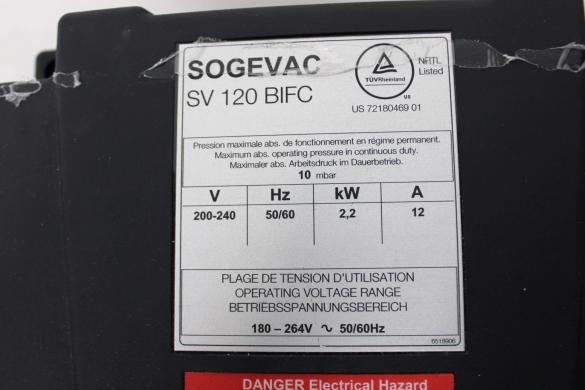 SOGEVAC
SV 120 BIFC
TÜVRheinland
US
NRTL
Listed
US 72180469 01
Pression maximale abs. de fonctionnement en régime permanent.
Maximum abs. operating pressure in continuous duty.
Maximaler abs. Arbeitsdruck im Dauerbetrieb.
10 mbar
V Hz kW A
200-240 50/60 2,2 12
PLAGE DE TENSION D'UTILISATION
OPERATING VOLTAGE RANGE
BETRIEBSSPANNUNGSBEREICH
180 – 264V ∿ 50/60Hz
6518906
DANGER Electrical Hazard